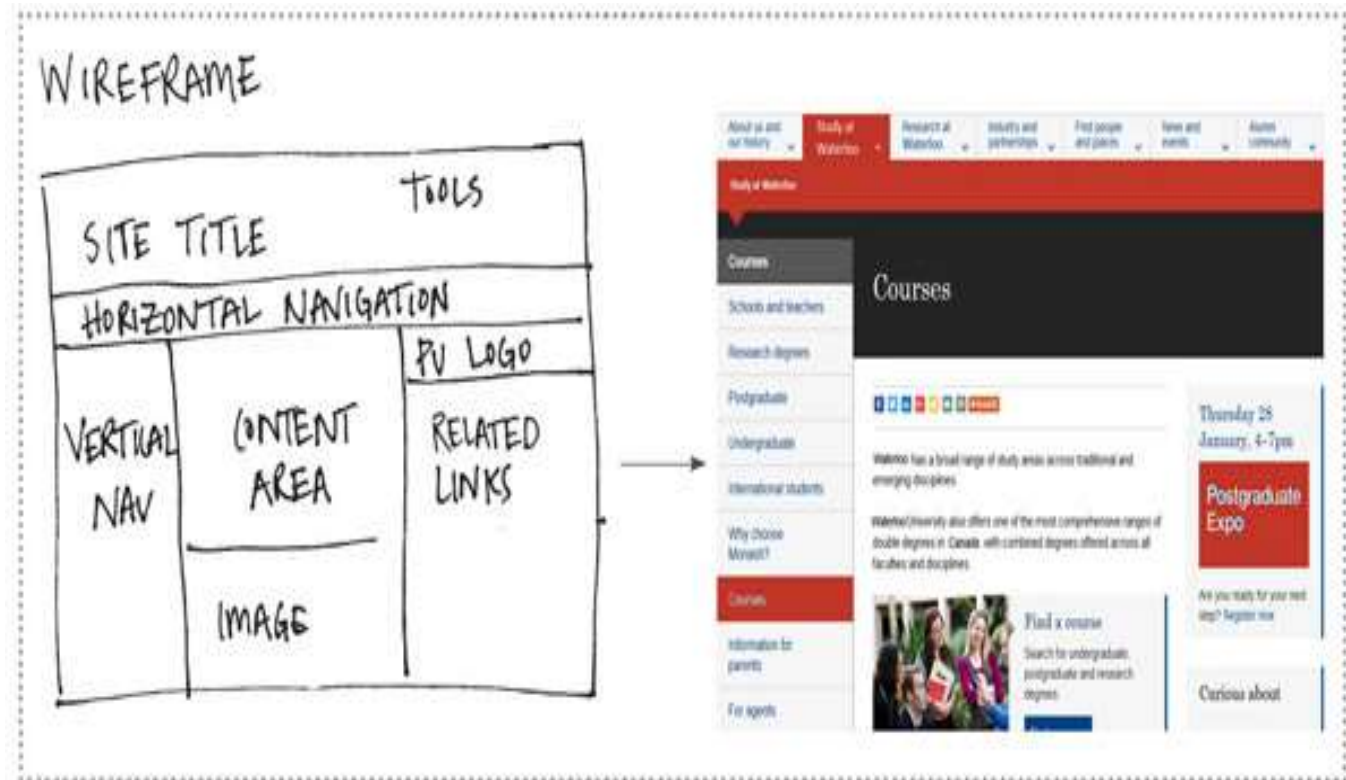 WIREFRAME
TOOLS
SITE TITLE
HORIZONTAL NAVIGATION
VERTICAL
NAV
CONTENT
AREA
IMAGE
PU LOGO
RELATED
LINKS
About us and
our history
Study at
Waterloo
Research at
Waterloo
Industry and
partnerships
Find people
and places
News and
events
Alumni
community
Study at Waterloo
Courses
Schools and teachers
Research degrees
Postgraduate
Undergraduate
International students
Why choose
Monash?
Courses
Information for
parents
For agents
Courses
Waterloo has a broad range of study areas across traditional and
emerging disciplines.
Waterloo University also offers one of the most comprehensive ranges of
double degrees in Canada with combined degrees offered across all
faculties and disciplines.
Find a course
Search for undergraduate,
postgraduate and research
degrees
Thursday 28
January, 4-7pm
Postgraduate
Expo
Are you ready for your next
step? Register now
Curious about